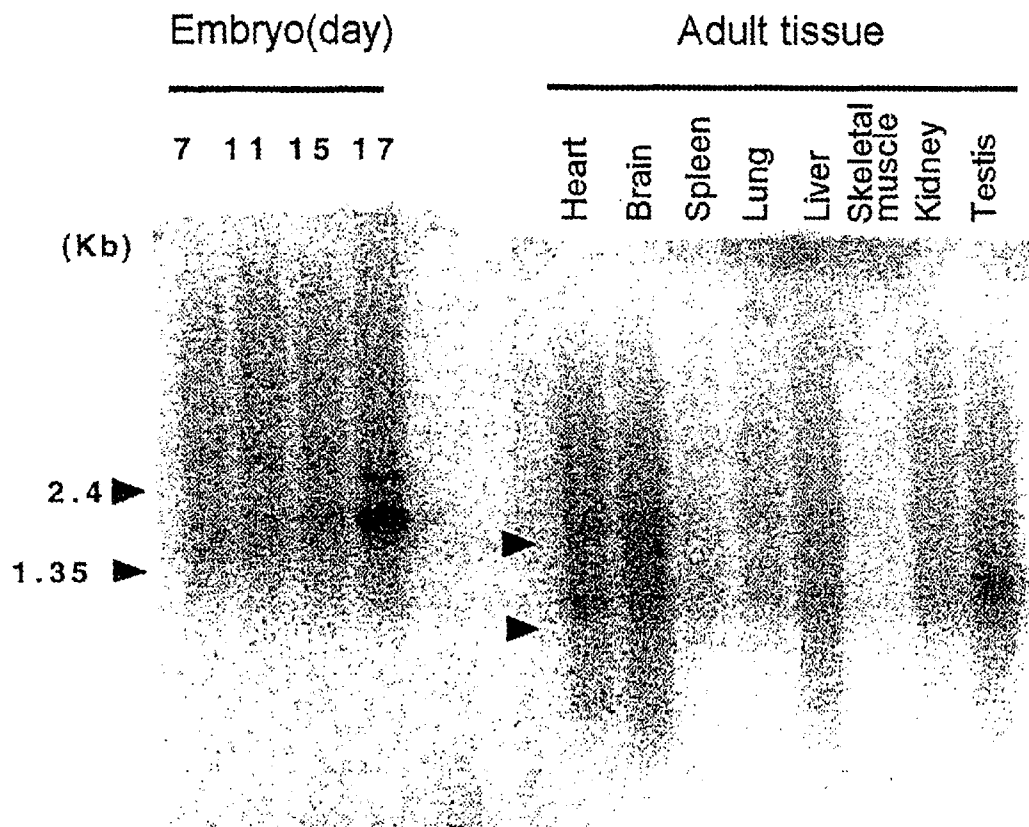 Embryo(day)
Adult tissue
7 11 15 17
Heart
Brain
Spleen
Lung
Liver
Skeletal
muscle
Kidney
Testis
(Kb)
2.4
1.35